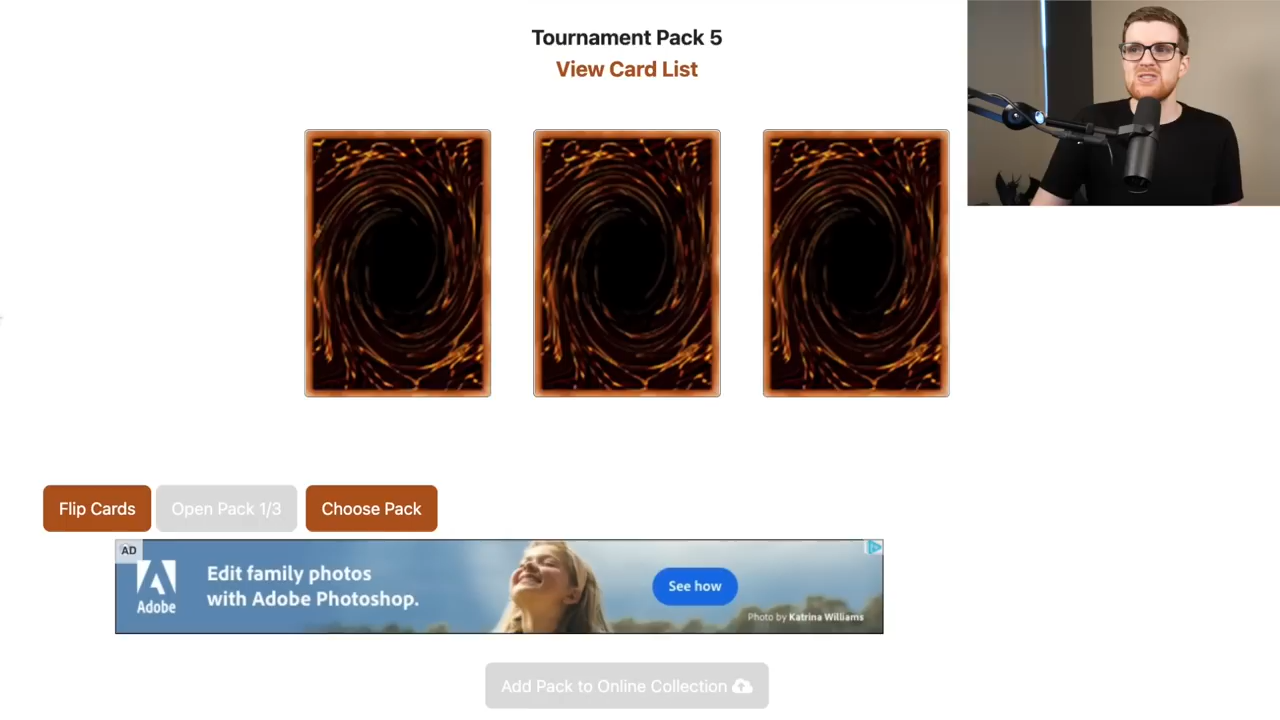 Tournament Pack 5
View Card List
Flip Cards
Open Pack 1/3
Choose Pack
AD
Adobe
Edit family photos
with Adobe Photoshop.
See how
Photo by Katrina Williams
Add Pack to Online Collection